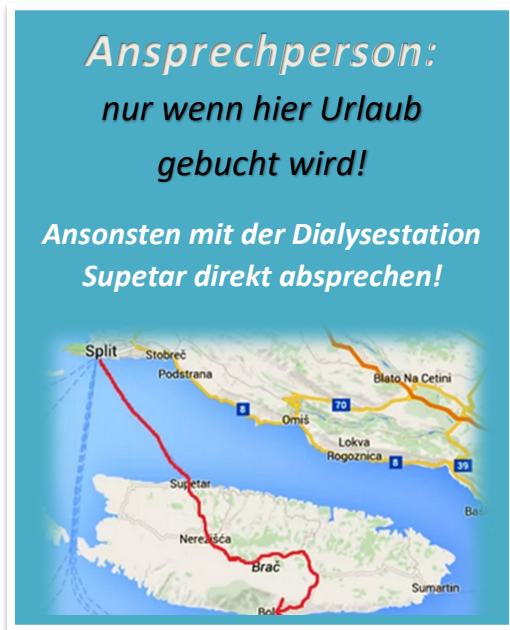 Ansprechperson:
nur wenn hier Urlaub
gebucht wird!
Ansonsten mit der Dialysestation
Supetar direkt absprechen!
Split
Stobreč
Podstrana
Blato Na Cetini
8
70
Omiš
Lokva
Rogoznica
8
39
Supetar
Nerežišća
Brač
Sumartin